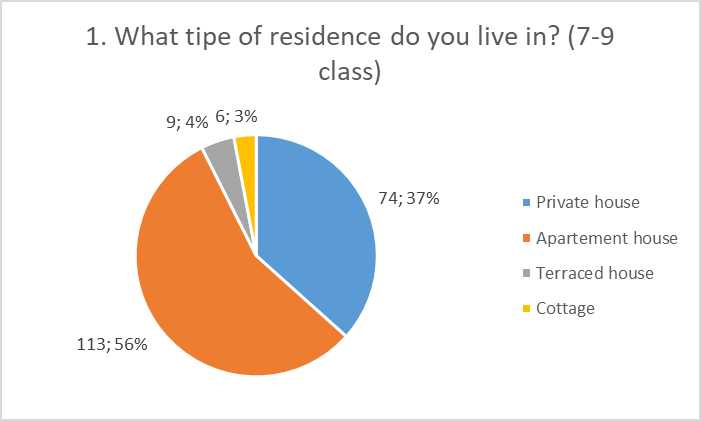 1. What tipe of residence do you live in? (7-9
class)
9; 4%
6; 3%
74; 37%
113; 56%
Private house
Apartement house
Terraced house
Cottage